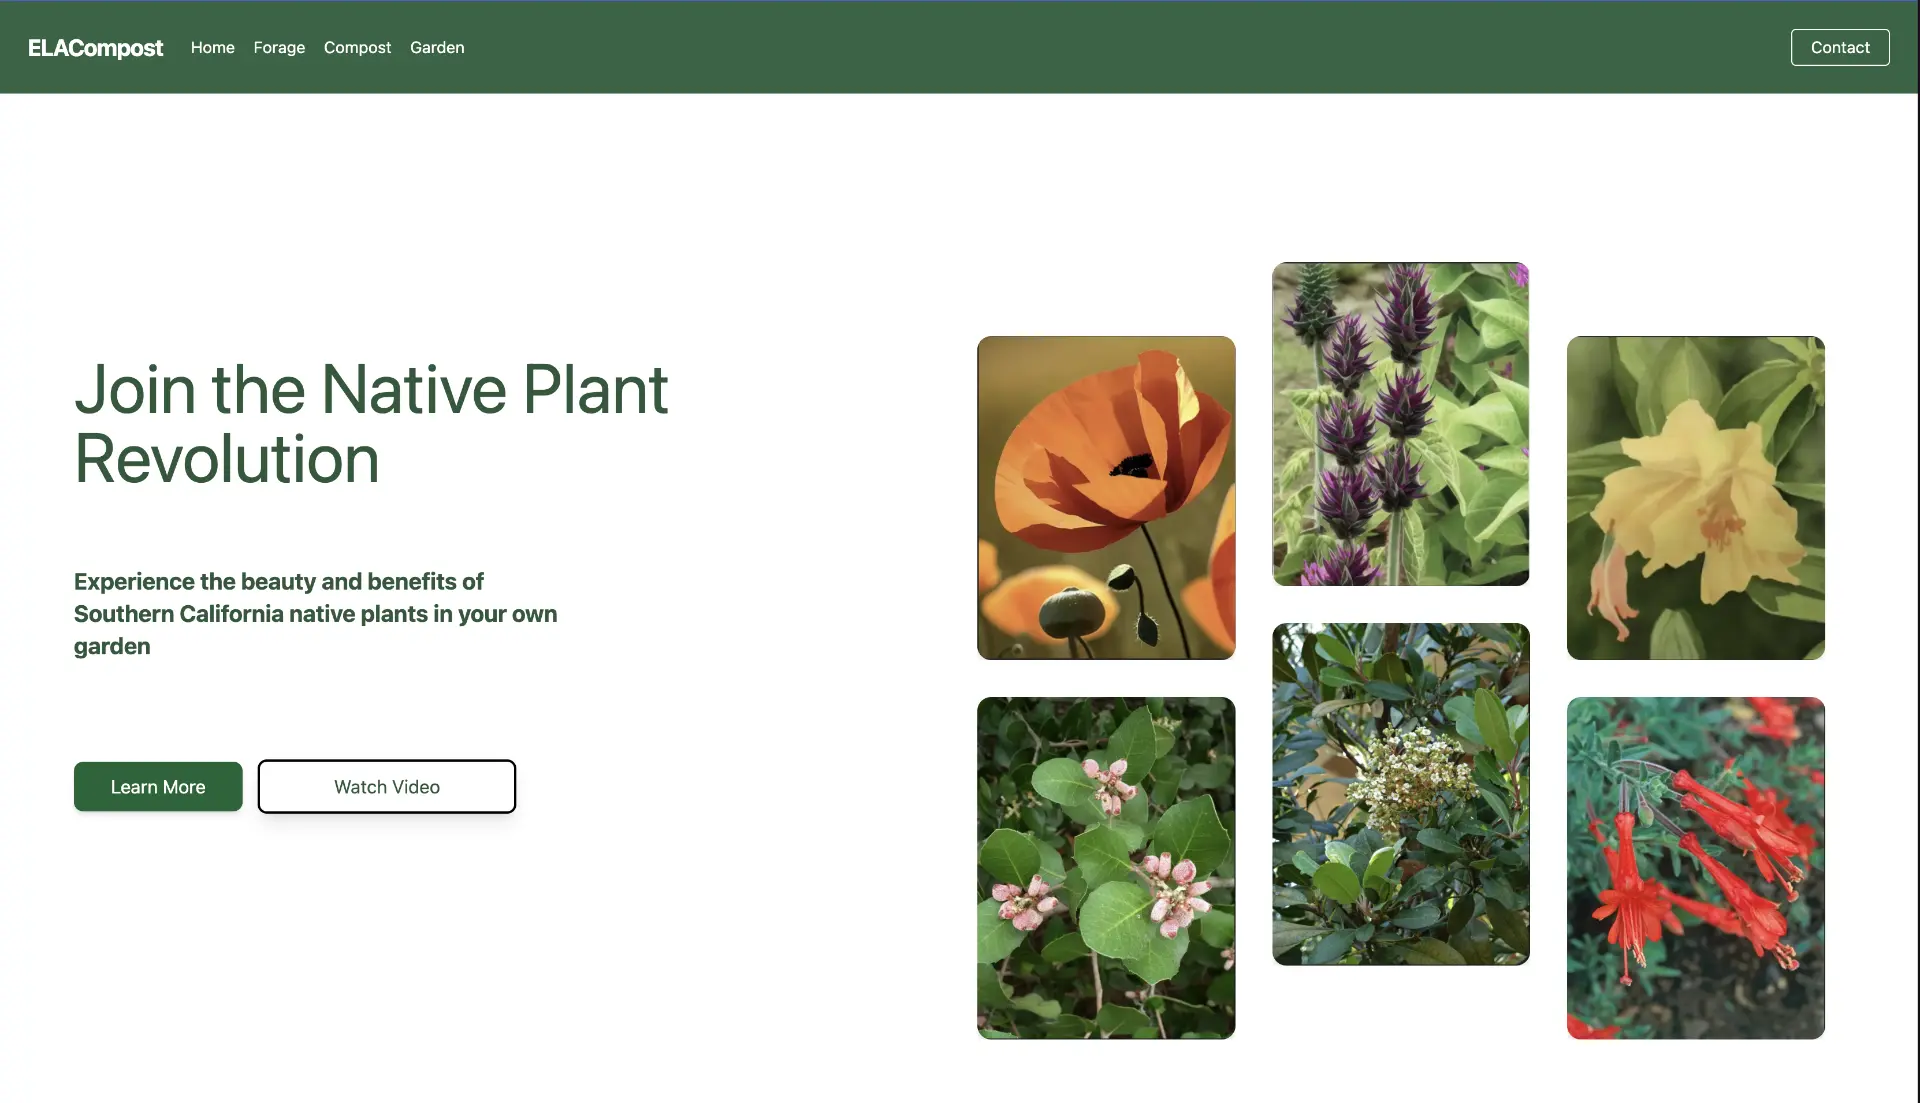 ELACompost Home Forage Compost Garden Contact
Join the Native Plant
Revolution
Experience the beauty and benefits of
Southern California native plants in your own
garden
Learn More Watch Video